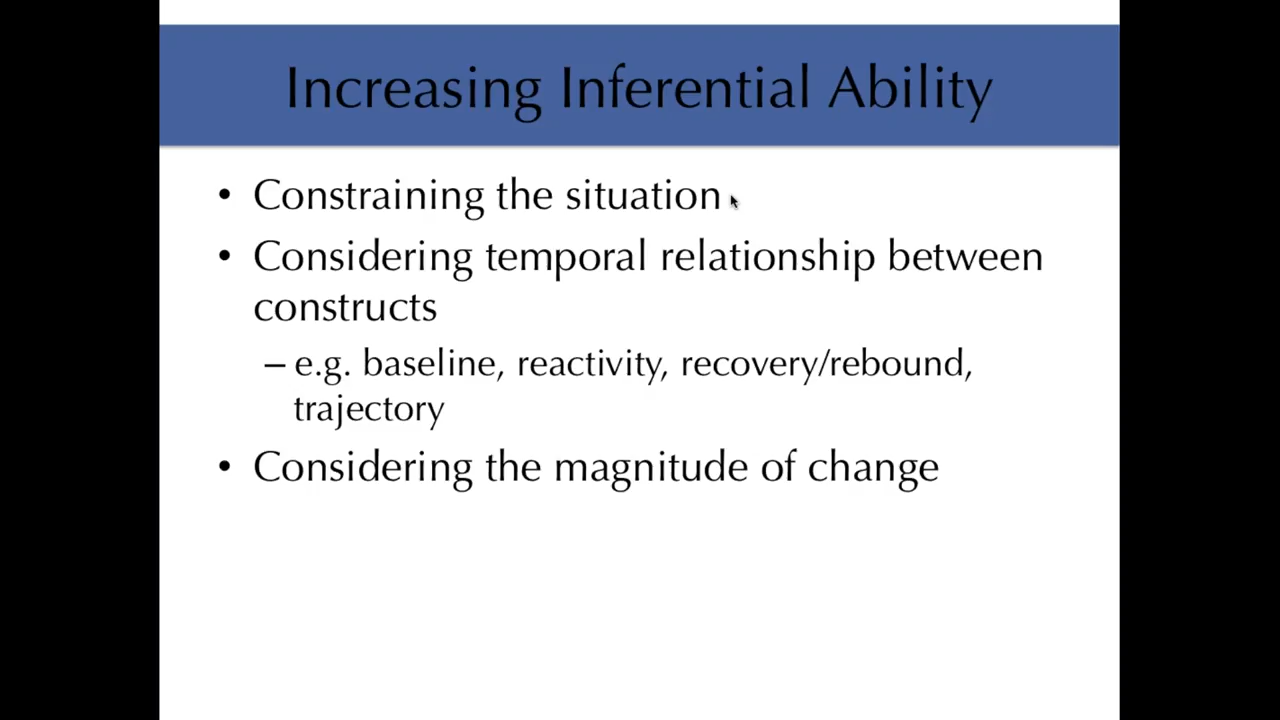 Increasing Inferential Ability
• Constraining the situation
• Considering temporal relationship between
constructs
– e.g. baseline, reactivity, recovery/rebound,
trajectory
• Considering the magnitude of change